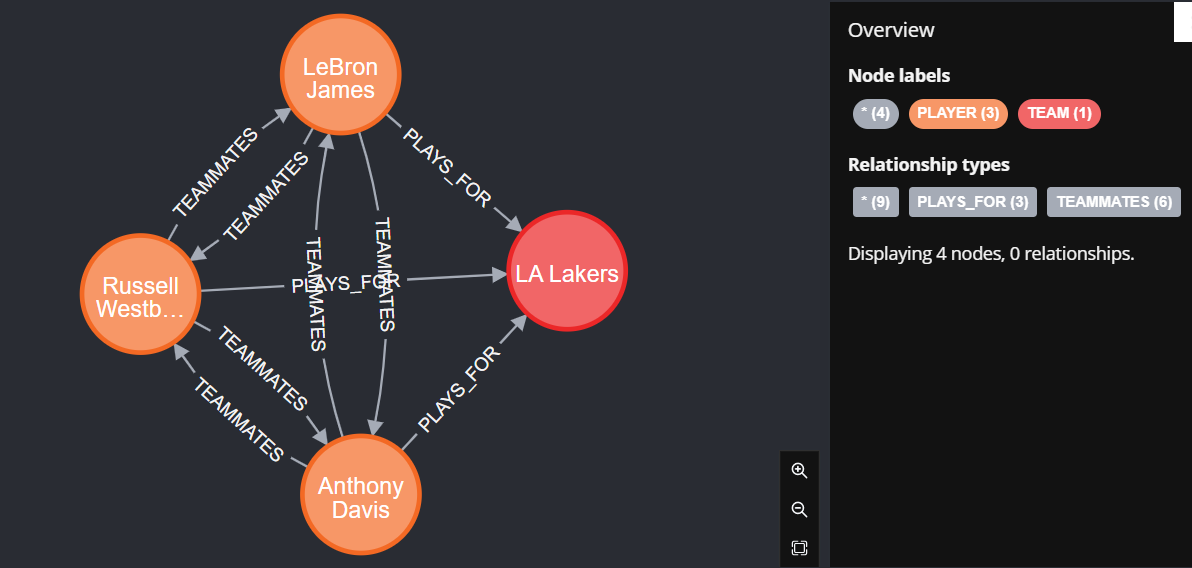 LeBron
James
TEAMMATES
TEAMMATES
PLAYS_FOR
TEAMMATES
TEAMMATES
PLAYS_FOR
LA Lakers
Russell
Westb…
TEAMMATES
TEAMMATES
PLAYS_FOR
Anthony
Davis
Overview
Node labels
* (4) PLAYER (3) TEAM (1)
Relationship types
* (9) PLAYS_FOR (3) TEAMMATES (6)
Displaying 4 nodes, 0 relationships.